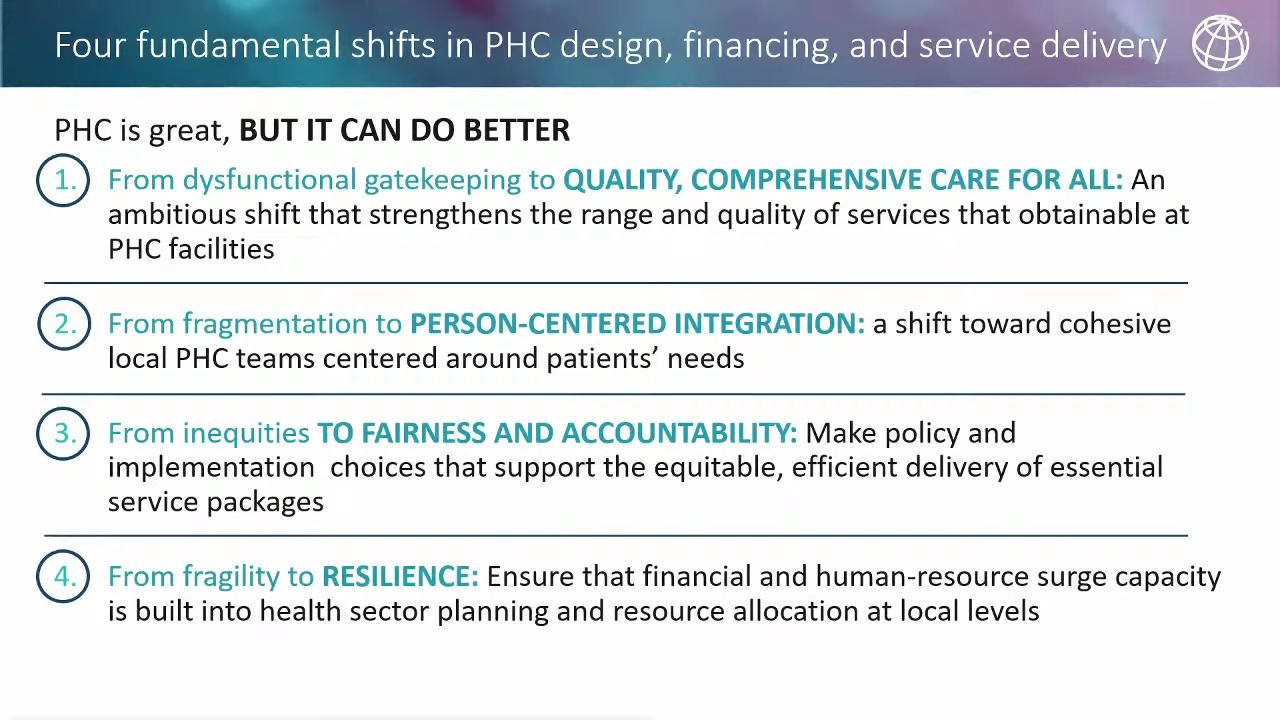 Four fundamental shifts in PHC design, financing, and service delivery
PHC is great, BUT IT CAN DO BETTER
1. From dysfunctional gatekeeping to QUALITY, COMPREHENSIVE CARE FOR ALL: An
ambitious shift that strengthens the range and quality of services that obtainable at
PHC facilities
2. From fragmentation to PERSON-CENTERED INTEGRATION: a shift toward cohesive
local PHC teams centered around patients’ needs
3. From inequities TO FAIRNESS AND ACCOUNTABILITY: Make policy and
implementation  choices that support the equitable, efficient delivery of essential
service packages
4. From fragility to RESILIENCE: Ensure that financial and human-resource surge capacity
is built into health sector planning and resource allocation at local levels